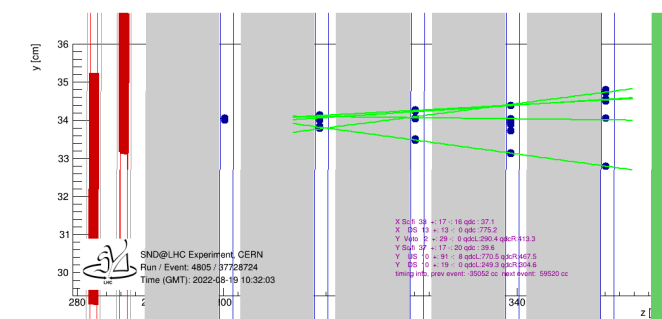 y [cm]
36
35
34
33
32
31
30
X Scifi 38 +: 17 -: 16 qdc : 37.1
X DS 13 +: 13 -: 0 qdc :775.2
Y Veto 2 +: 29 -: 0 qdcL:290.4 qdcR:413.3
Y Scifi 37 +: 17 -: 20 qdc : 39.6
Y US 10 +: 91 -: 8 qdcL:770.5 qdcR:467.5
Y DS 10 +: 19 -: 0 qdcL:249.3 qdcR:304.6
timing info, prev event: -35052 cc next event: 59520 cc
SND@LHC Experiment, CERN
Run / Event: 4805 / 37728724
Time (GMT): 2022-08-19 10:32:03
LHC
280
340
z [